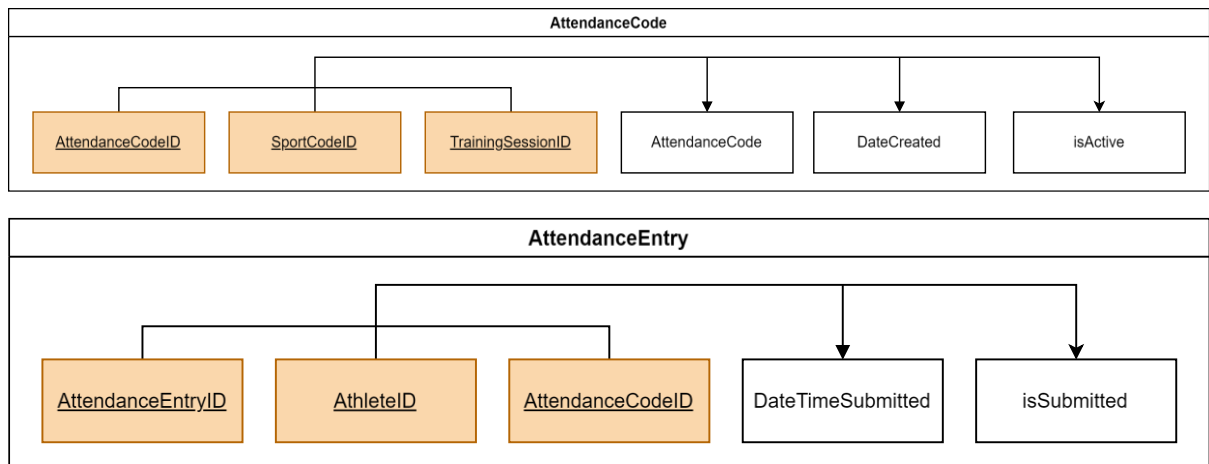 AttendanceCode
AttendanceCodeID
SportCodeID
TrainingSessionID
AttendanceCode
DateCreated
isActive
AttendanceEntry
AttendanceEntryID
AthleteID
AttendanceCodeID
DateTimeSubmitted
isSubmitted